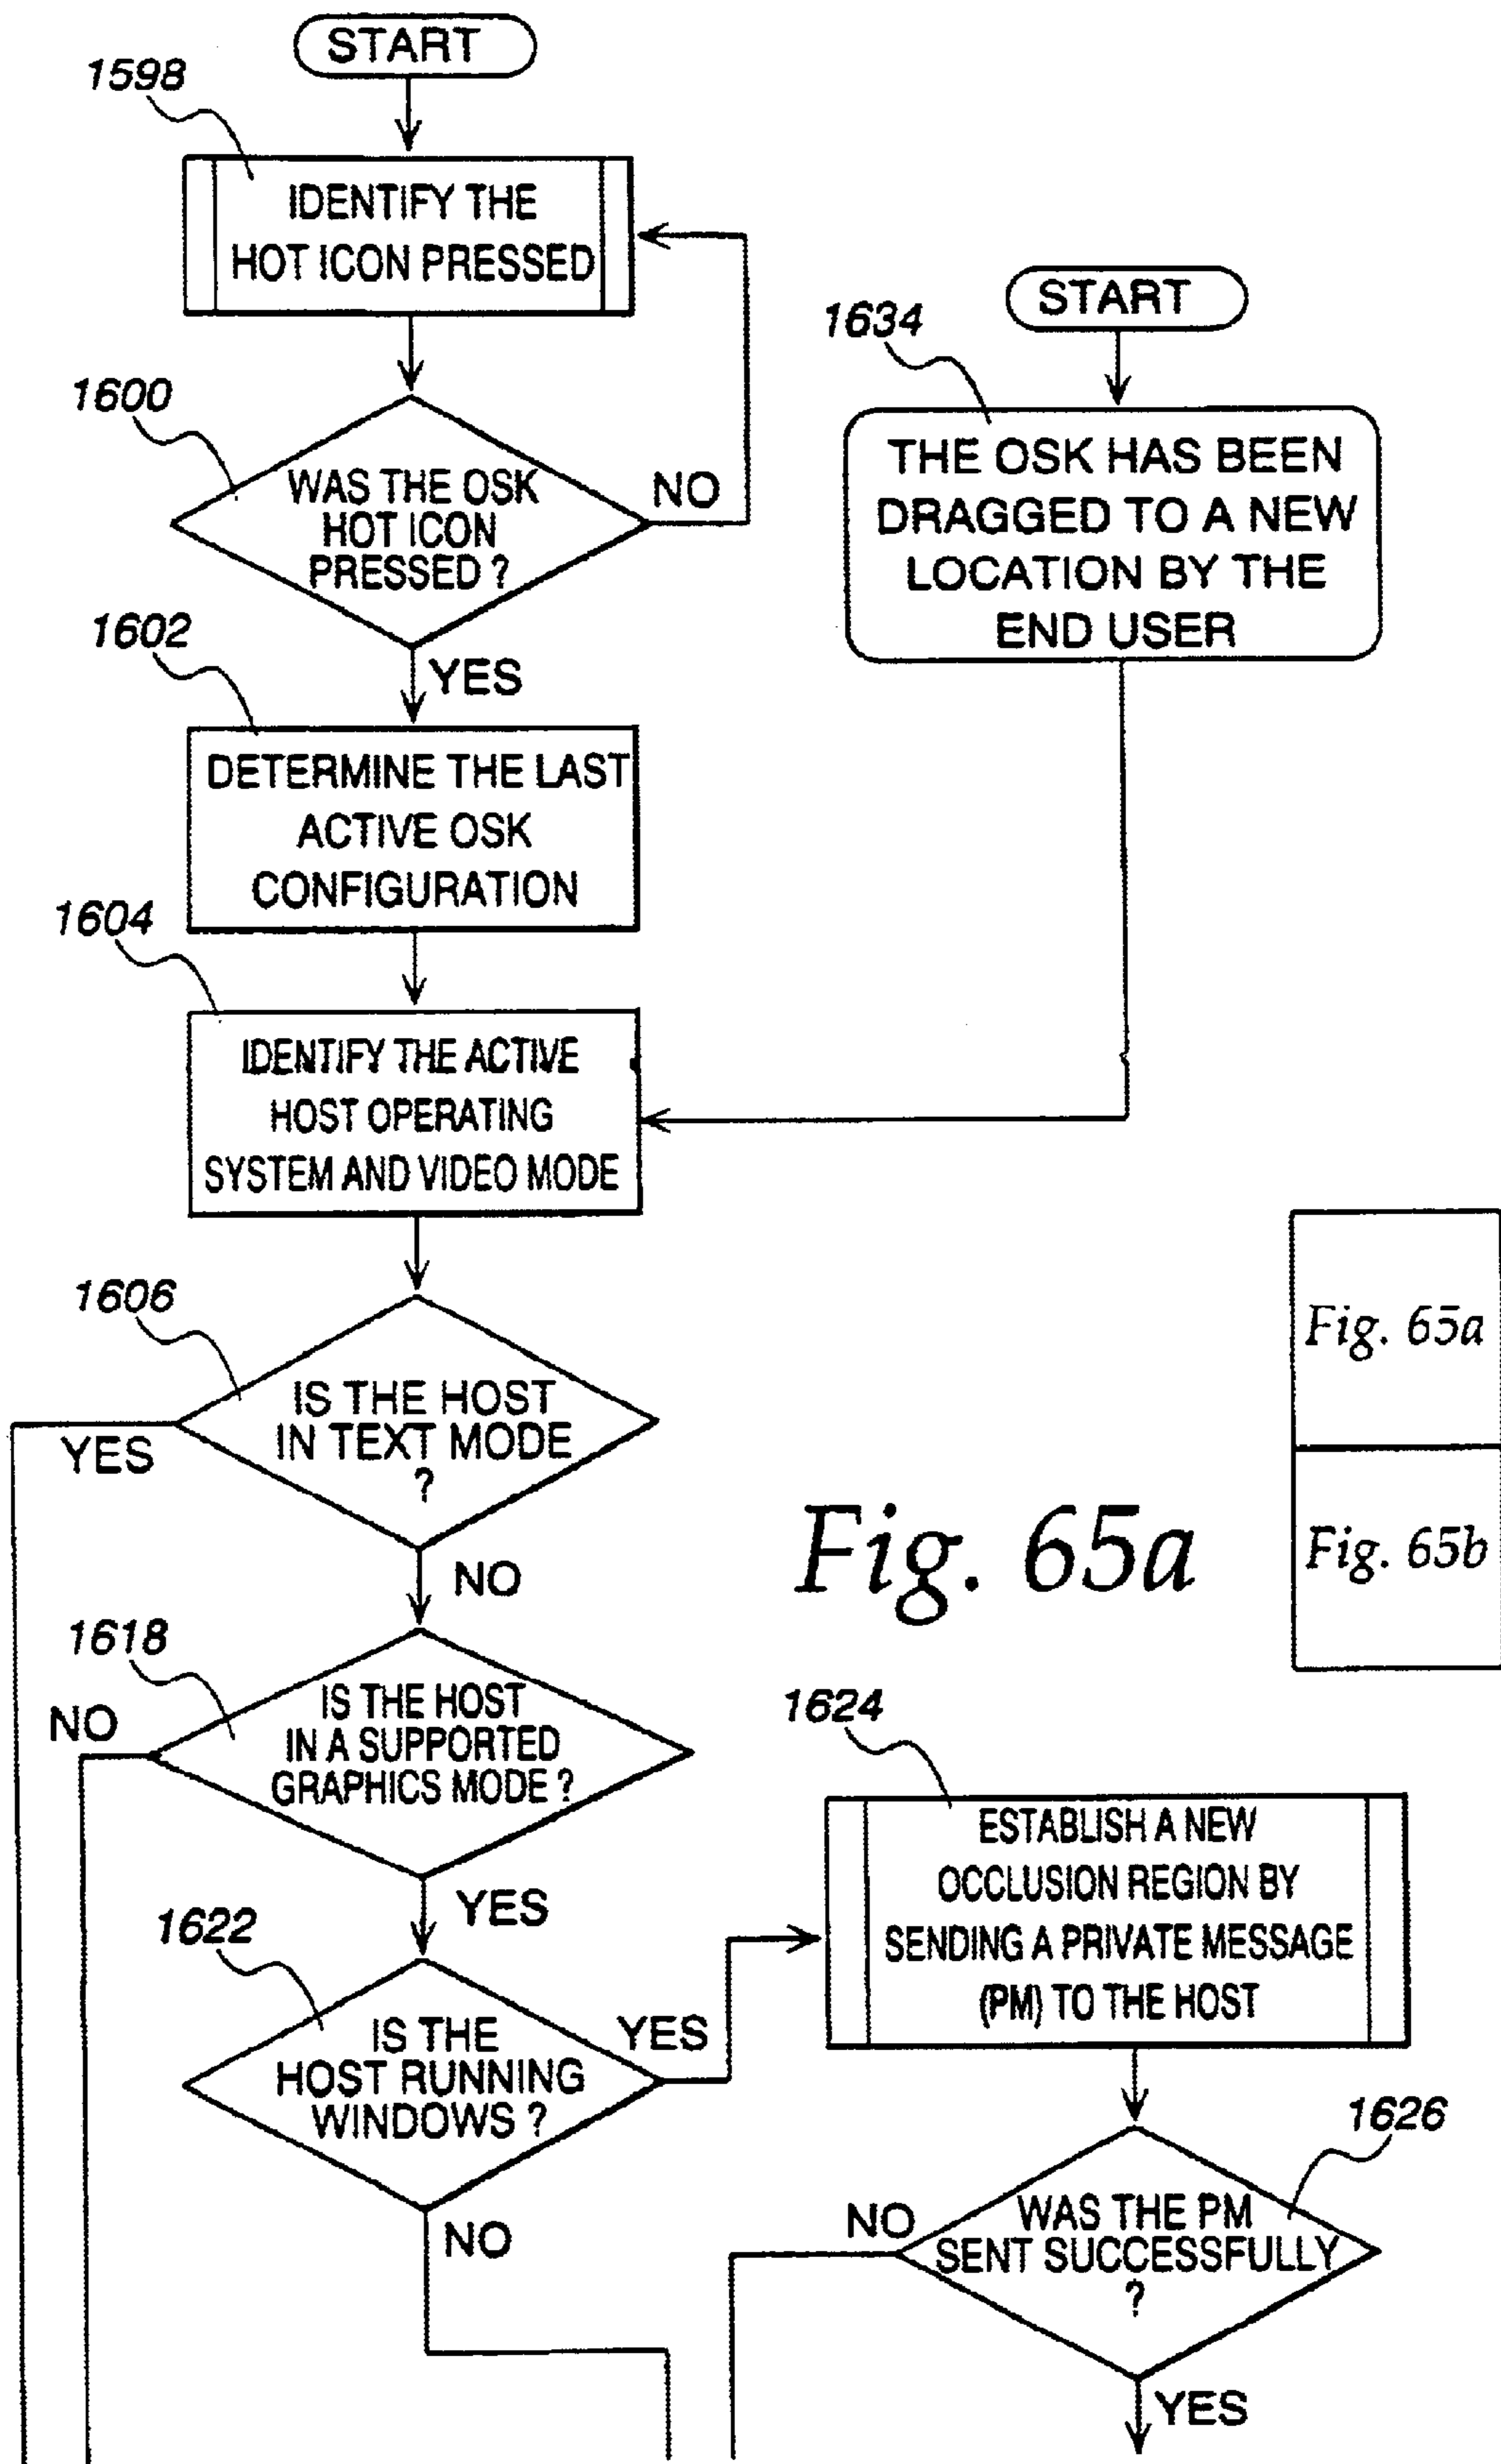 START
1598
IDENTIFY THE
HOT ICON PRESSED
1600
WAS THE OSK
HOT ICON
PRESSED ?
NO
YES
1602
DETERMINE THE LAST
ACTIVE OSK
CONFIGURATION
START
1634
THE OSK HAS BEEN
DRAGGED TO A NEW
LOCATION BY THE
END USER
1604
IDENTIFY THE ACTIVE
HOST OPERATING
SYSTEM AND VIDEO MODE
1606
IS THE HOST
IN TEXT MODE
?
YES
NO
Fig. 65a
Fig. 65a
Fig. 65b
1618
IS THE HOST
IN A SUPPORTED
GRAPHICS MODE ?
NO
YES
1622
IS THE
HOST RUNNING
WINDOWS ?
YES
NO
1624
ESTABLISH A NEW
OCCLUSION REGION BY
SENDING A PRIVATE MESSAGE
(PM) TO THE HOST
1626
WAS THE PM
SENT SUCCESSFULLY
?
NO
YES